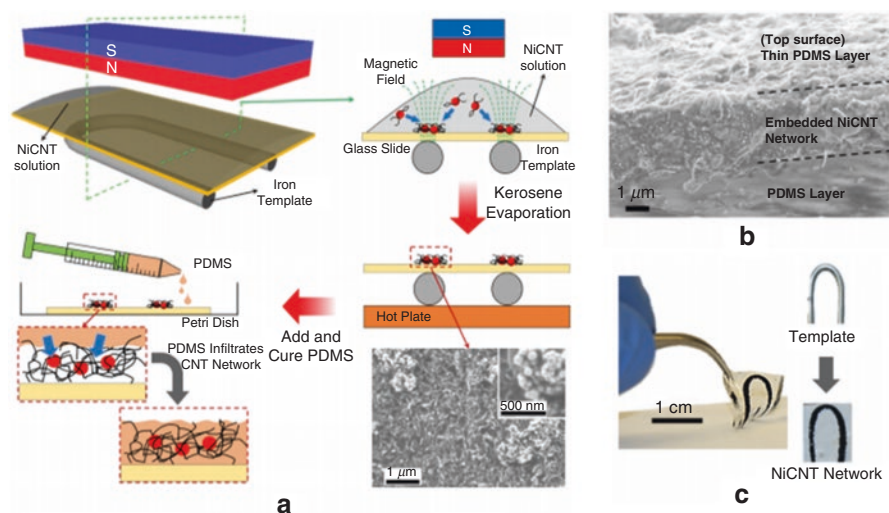 S
N
NiCNT
solution
Iron
Template
S
N
Magnetic
Field
NiCNT
solution
Glass Slide
Iron
Template
Kerosene
Evaporation
PDMS
Petri Dish
Add and
Cure PDMS
Hot Plate
PDMS Infiltrates
CNT Network
500 nm
1 μm
a
(Top surface)
Thin PDMS Layer
Embedded NiCNT
Network
1 μm
PDMS Layer
b
Template
1 cm
NiCNT Network
c